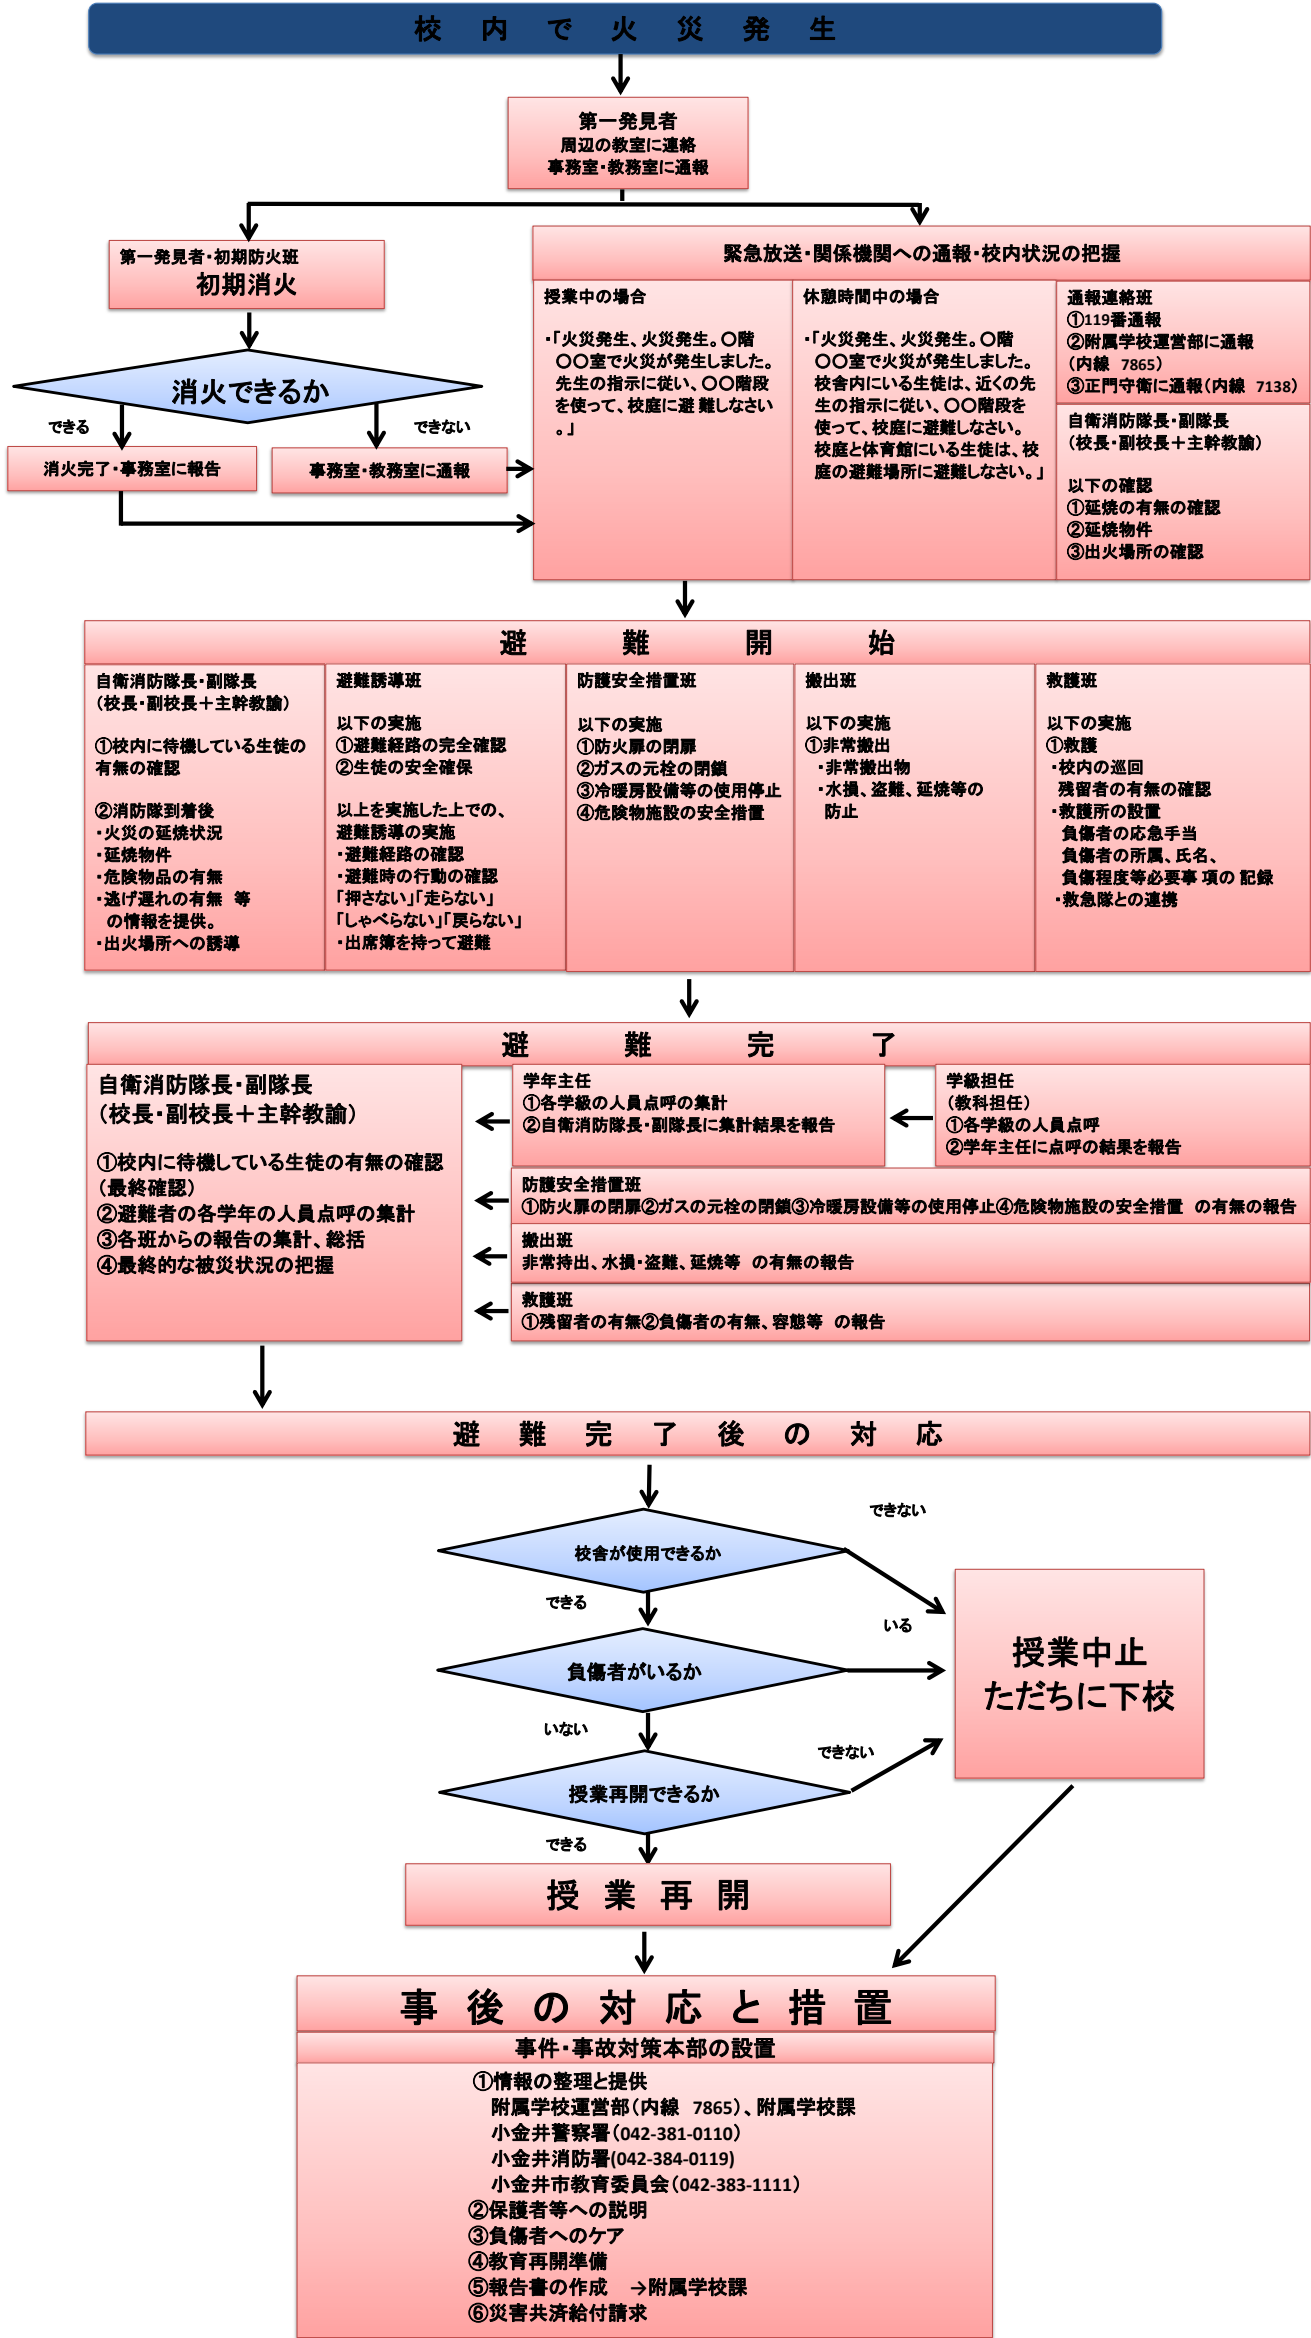 校内で火災発生
第一発見者
周辺の教室に連絡
事務室・教務室に通報
第一発見者・初期防火班
初期消火
消火できるか
できる
できない
消火完了・事務室に報告
事務室・教務室に通報
緊急放送・関係機関への通報・校内状況の把握
授業中の場合
・「火災発生、火災発生。〇階
〇〇室で火災が発生しました。
先生の指示に従い、〇〇階段
を使って、校庭に避 難しなさい
。」
休憩時間中の場合
・「火災発生、火災発生。〇階
〇〇室で火災が発生しました。
校舎内にいる生徒は、近くの先
生の指示に従い、〇〇階段を
使って、校庭に避難しなさい。
校庭と体育館にいる生徒は、校
庭の避難場所に避難しなさい。」
通報連絡班
①119番通報
②附属学校運営部に通報
（内線 7865）
③正門守衛に通報（内線 7138）
自衛消防隊長・副隊長
（校長・副校長＋主幹教諭）
以下の確認
①延焼の有無の確認
②延焼物件
③出火場所の確認
避難開始
自衛消防隊長・副隊長
（校長・副校長＋主幹教諭）
①校内に待機している生徒の
有無の確認
②消防隊到着後
・火災の延焼状況
・延焼物件
・危険物品の有無
・逃げ遅れの有無 等
の情報を提供。
・出火場所への誘導
避難誘導班
以下の実施
①避難経路の完全確認
②生徒の安全確保
以上を実施した上での、
避難誘導の実施
・避難経路の確認
・避難時の行動の確認
「押さない」「走らない」
「しゃべらない」「戻らない」
・出席簿を持って避難
防護安全措置班
以下の実施
①防火扉の閉扉
②ガスの元栓の閉鎖
③冷暖房設備等の使用停止
④危険物施設の安全措置
搬出班
以下の実施
①非常搬出
・非常搬出物
・水損、盗難、延焼等の
防止
救護班
以下の実施
①救護
・校内の巡回
残留者の有無の確認
・救護所の設置
負傷者の応急手当
負傷者の所属、氏名、
負傷程度等必要事 項の 記録
・救急隊との連携
避難完了
自衛消防隊長・副隊長
（校長・副校長＋主幹教諭）
①校内に待機している生徒の有無の確認
（最終確認）
②避難者の各学年の人員点呼の集計
③各班からの報告の集計、総括
④最終的な被災状況の把握
学年主任
①各学級の人員点呼の集計
②自衛消防隊長・副隊長に集計結果を報告
学級担任
（教科担任）
①各学級の人員点呼
②学年主任に点呼の結果を報告
防護安全措置班
①防火扉の閉扉②ガスの元栓の閉鎖③冷暖房設備等の使用停止④危険物施設の安全措置 の有無の報告
搬出班
非常持出、水損・盗難、延焼等 の有無の報告
救護班
①残留者の有無②負傷者の有無、容態等 の報告
避難完了後の対応
校舎が使用できるか
できない
できる
負傷者がいるか
いる
いない
授業再開できるか
できない
できる
授業中止
ただちに下校
授業再開
事後の対応と措置
事件・事故対策本部の設置
①情報の整理と提供
附属学校運営部（内線 7865）、附属学校課
小金井警察署（042-381-0110）
小金井消防署(042-384-0119)
小金井市教育委員会（042-383-1111）
②保護者等への説明
③負傷者へのケア
④教育再開準備
⑤報告書の作成 →附属学校課
⑥災害共済給付請求